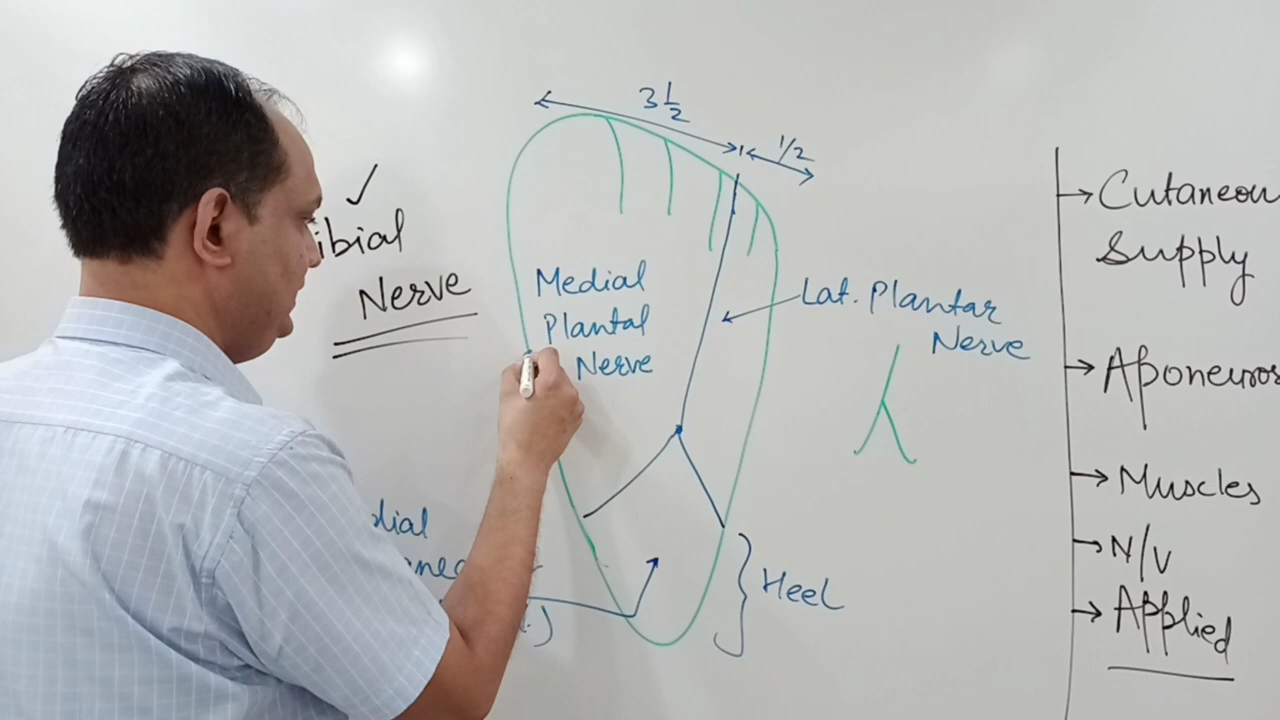 3 1/2
1/2
ibial
Nerve
Medial
Plantal
Nerve
Lat. Plantar
Nerve
dial
Heel
Cutaneou
Supply
Aponeuros
Muscles
N/V
Applied